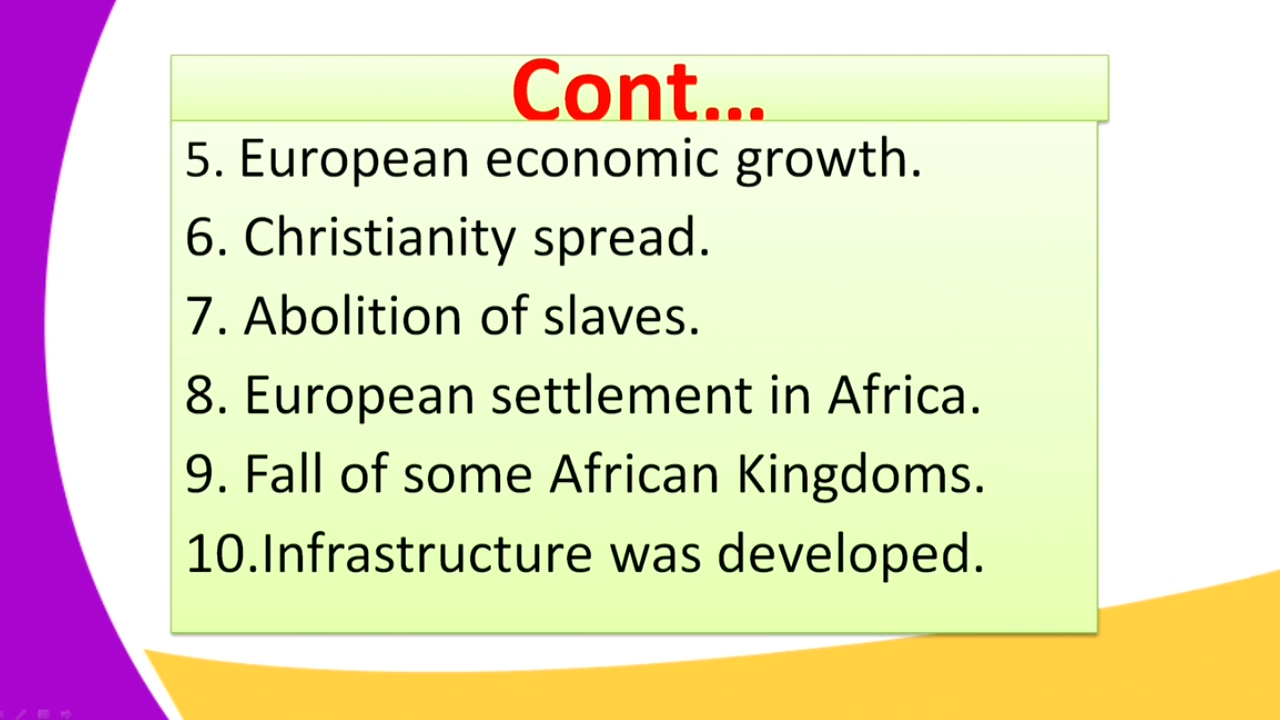 Cont...
5. European economic growth.
6. Christianity spread.
7. Abolition of slaves.
8. European settlement in Africa.
9. Fall of some African Kingdoms.
10.Infrastructure was developed.